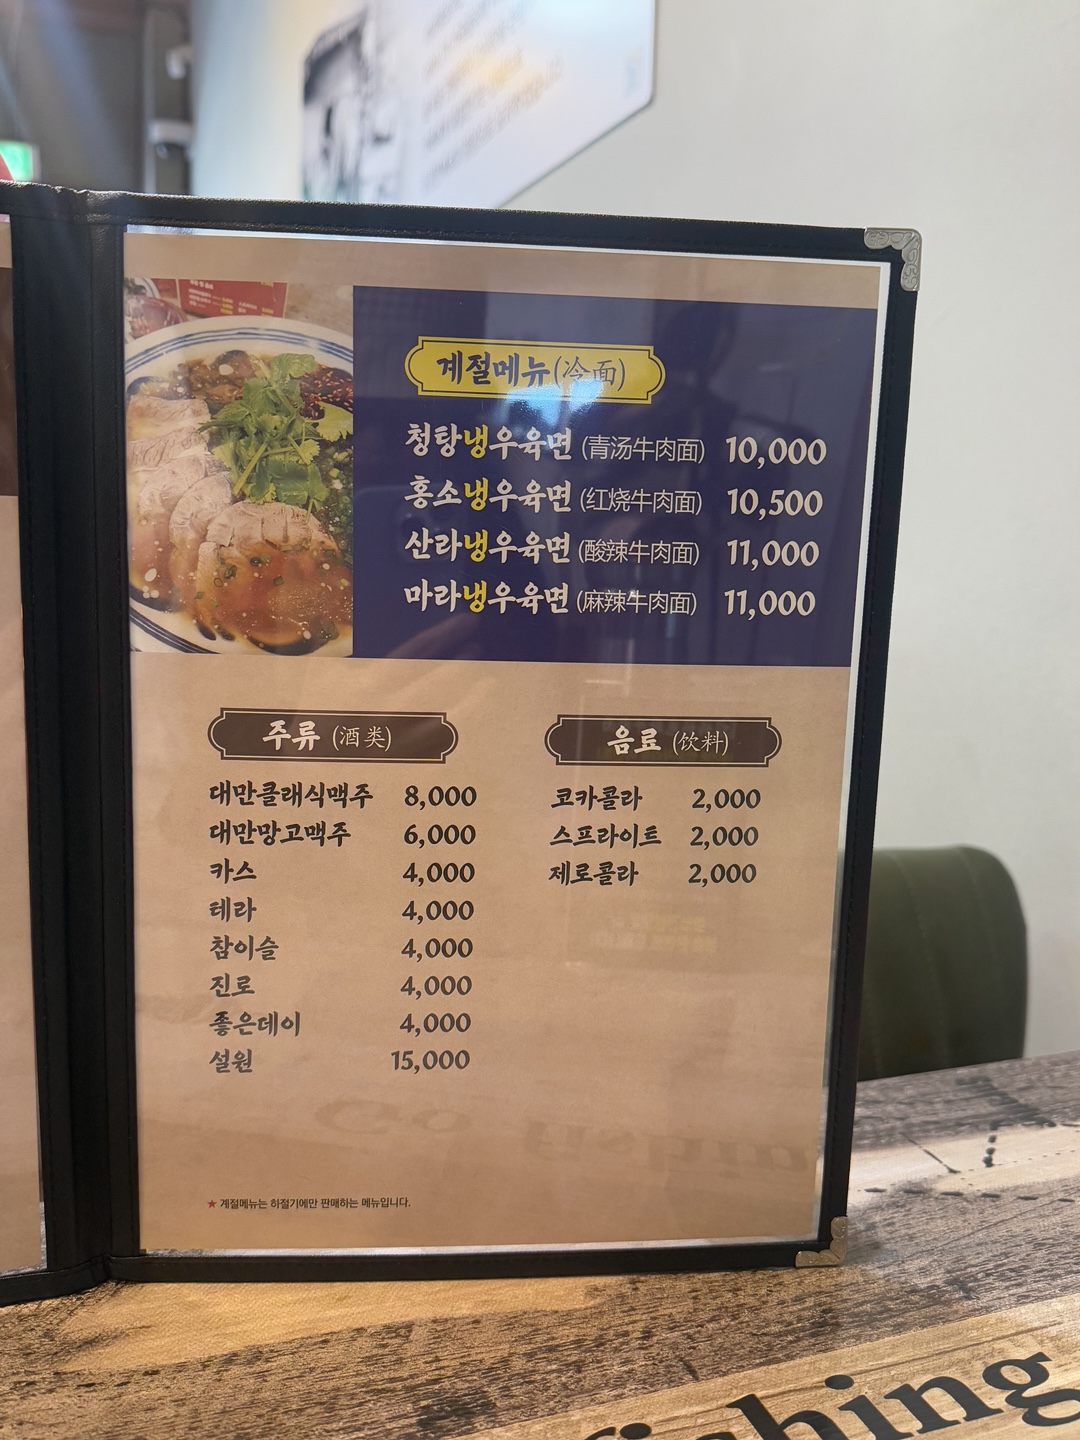 계절메뉴(冷面)
청탕냉우육면 (青汤牛肉面) 10,000
홍소냉우육면 (红烧牛肉面) 10,500
산라냉우육면 (酸辣牛肉面) 11,000
마라냉우육면 (麻辣牛肉面) 11,000
주류 (酒类)
대만클래식맥주 8,000
대만망고맥주 6,000
카스 4,000
테라 4,000
참이슬 4,000
진로 4,000
좋은데이 4,000
설원 15,000
음료 (饮料)
코카콜라 2,000
스프라이트 2,000
제로콜라 2,000
★ 계절메뉴는 하절기에만 판매하는 메뉴입니다.
fishing